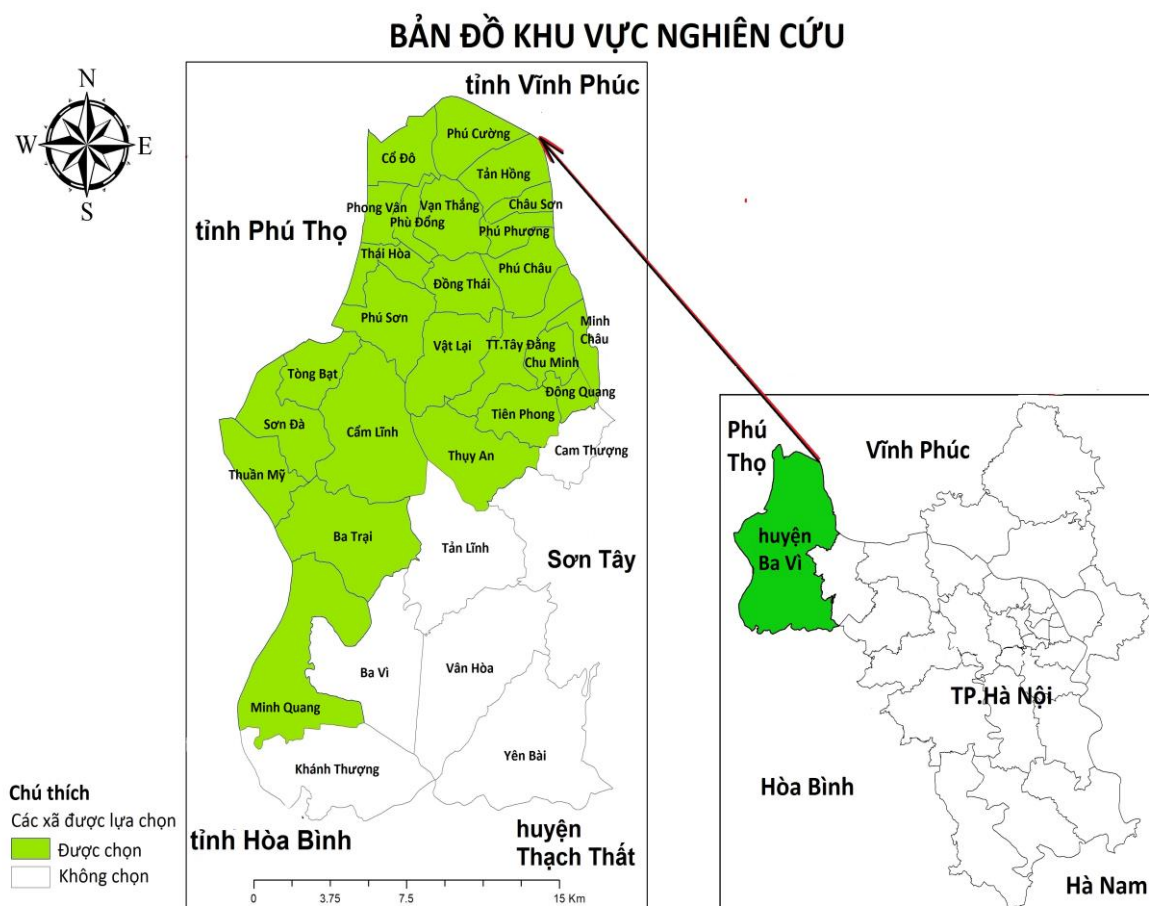 BẢN ĐỒ KHU VỰC NGHIÊN CỨU
N
W
E
S
tỉnh Vĩnh Phúc
tỉnh Phú Thọ
Phú Cường
Cổ Đô
Tản Hồng
Phong Vân
Vạn Thắng
Châu Sơn
Phù Đổng
Phú Phương
Thái Hòa
Phú Châu
Đồng Thái
Phú Sơn
Minh
Châu
Vật Lại
TT.Tây Đằng
Chu Minh
Tòng Bạt
Đông Quang
Tiên Phong
Sơn Đà
Cẩm Lĩnh
Cam Thượng
Thụy An
Thuần Mỹ
Ba Trại
Tản Lĩnh
Sơn Tây
Ba Vì
Vân Hòa
Minh Quang
Yên Bài
Khánh Thượng
tỉnh Hòa Bình
huyện
Thạch Thất
0
3.75
7.5
15 Km
Chú thích
Các xã được lựa chọn
Được chọn
Không chọn
Phú
Thọ
Vĩnh Phúc
huyện
Ba Vì
TP.Hà Nội
Hòa Bình
Hà Nam